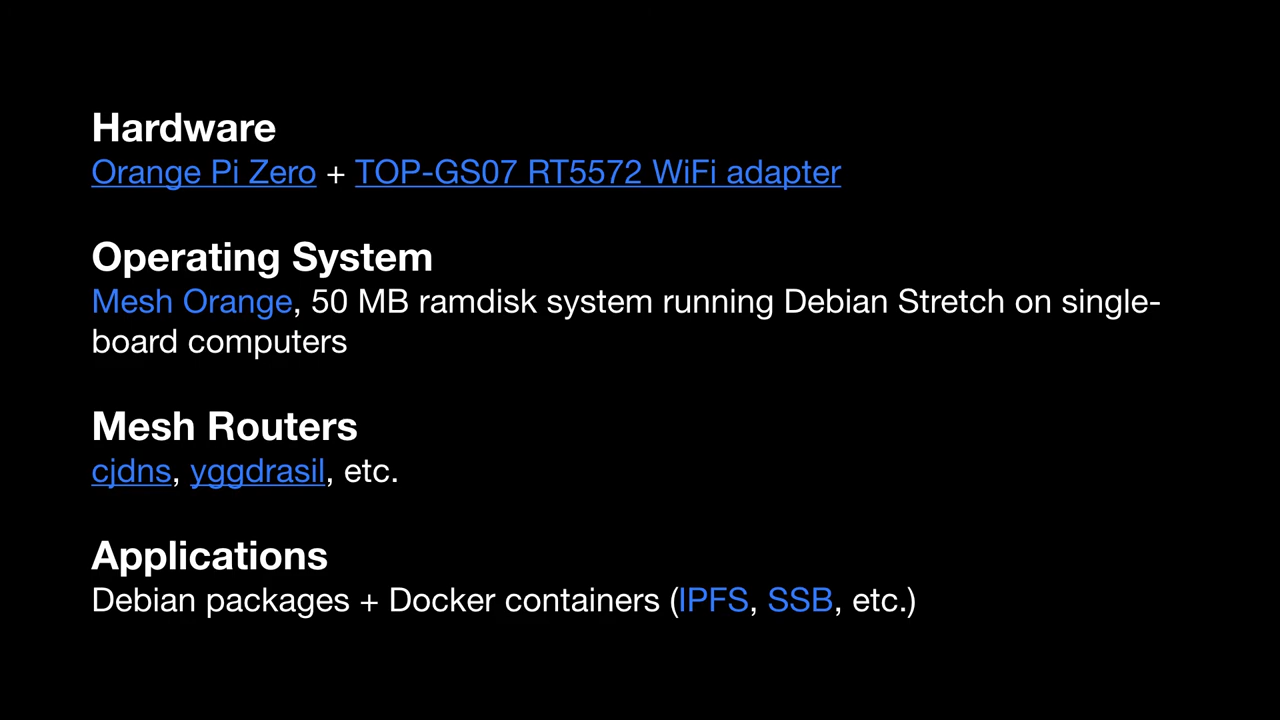 Hardware
Orange Pi Zero + TOP-GS07 RT5572 WiFi adapter
Operating System
Mesh Orange, 50 MB ramdisk system running Debian Stretch on single-
board computers
Mesh Routers
cjdns, yggdrasil, etc.
Applications
Debian packages + Docker containers (IPFS, SSB, etc.)